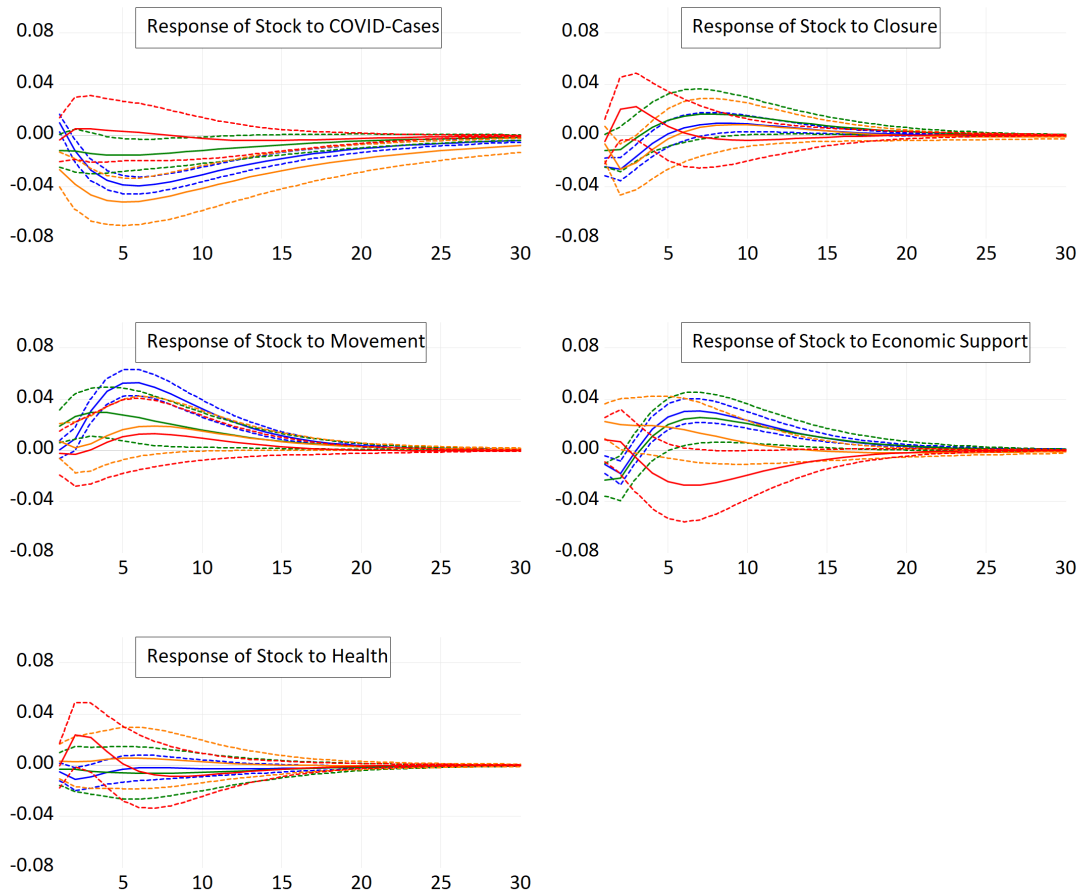 Response of Stock to COVID-Cases
0.08
0.04
0.00
-0.04
-0.08
5 10 15 20 25 30
Response of Stock to Closure
0.08
0.04
0.00
-0.04
-0.08
5 10 15 20 25 30
Response of Stock to Movement
0.08
0.04
0.00
-0.04
-0.08
5 10 15 20 25 30
Response of Stock to Economic Support
0.08
0.04
0.00
-0.04
-0.08
5 10 15 20 25 30
Response of Stock to Health
0.08
0.04
0.00
-0.04
-0.08
5 10 15 20 25 30